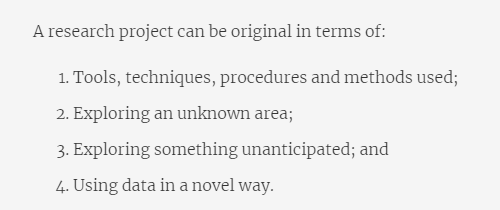 A research project can be original in terms of:
1. Tools, techniques, procedures and methods used;
2. Exploring an unknown area;
3. Exploring something unanticipated; and
4. Using data in a novel way.